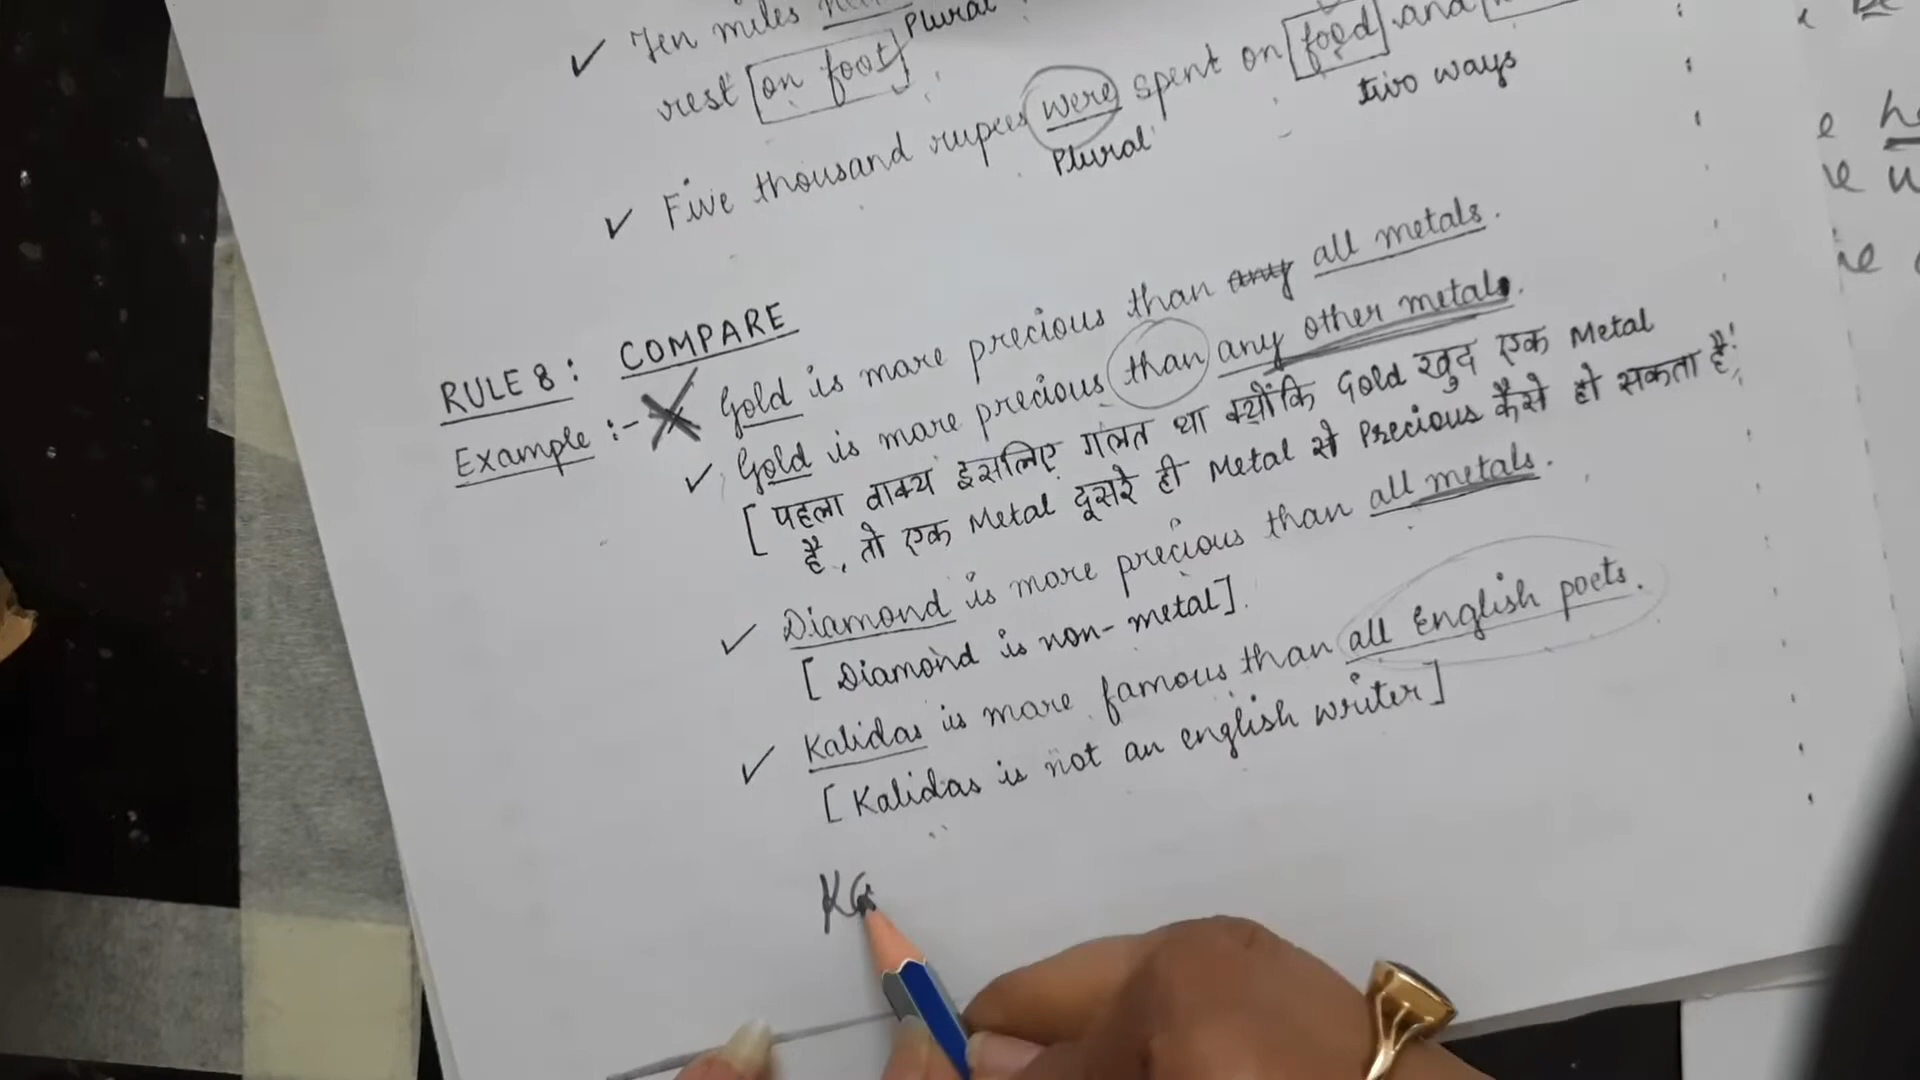 ✓ Ten miles
Plural
rest [on foot]
✓ Five thousand rupees were spent on [food] and
Plural
two ways
RULE 8 : COMPARE
Example :- ✗ Gold is more precious than any all metals.
✓ Gold is more precious than any other metal.
[ पहला वाक्य इसलिए गलत था क्योंकि Gold खुद एक Metal
है, तो एक Metal दूसरे ही Metal से Precious कैसे हो सकता है!
✓ Diamond is more precious than all metals.
[ Diamond is non-metal].
✓ Kalidas is more famous than all English poets.
[ Kalidas is not an english writer ]
Ka